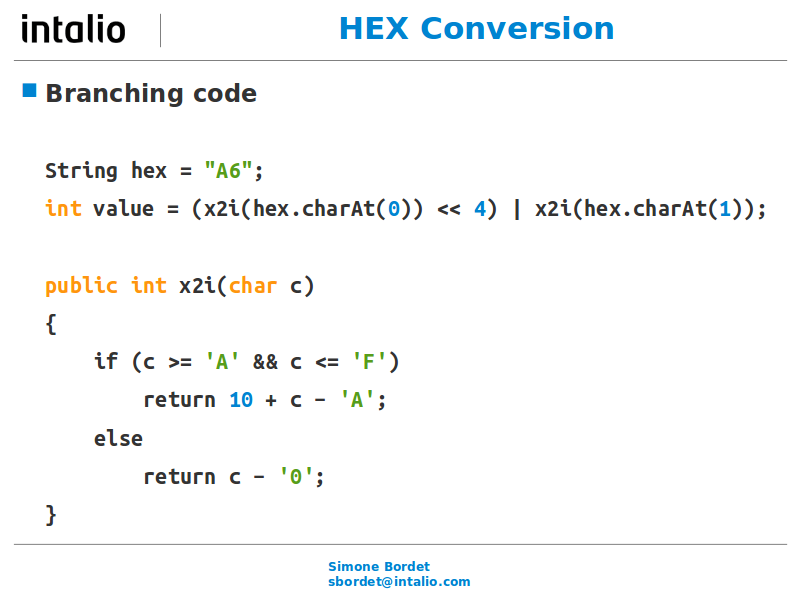 intalio
HEX Conversion
Branching code
String hex = "A6";
int value = (x2i(hex.charAt(0)) << 4) | x2i(hex.charAt(1));
public int x2i(char c)
{
    if (c >= 'A' && c <= 'F')
        return 10 + c - 'A';
    else
        return c - '0';
}
Simone Bordet
sbordet@intalio.com